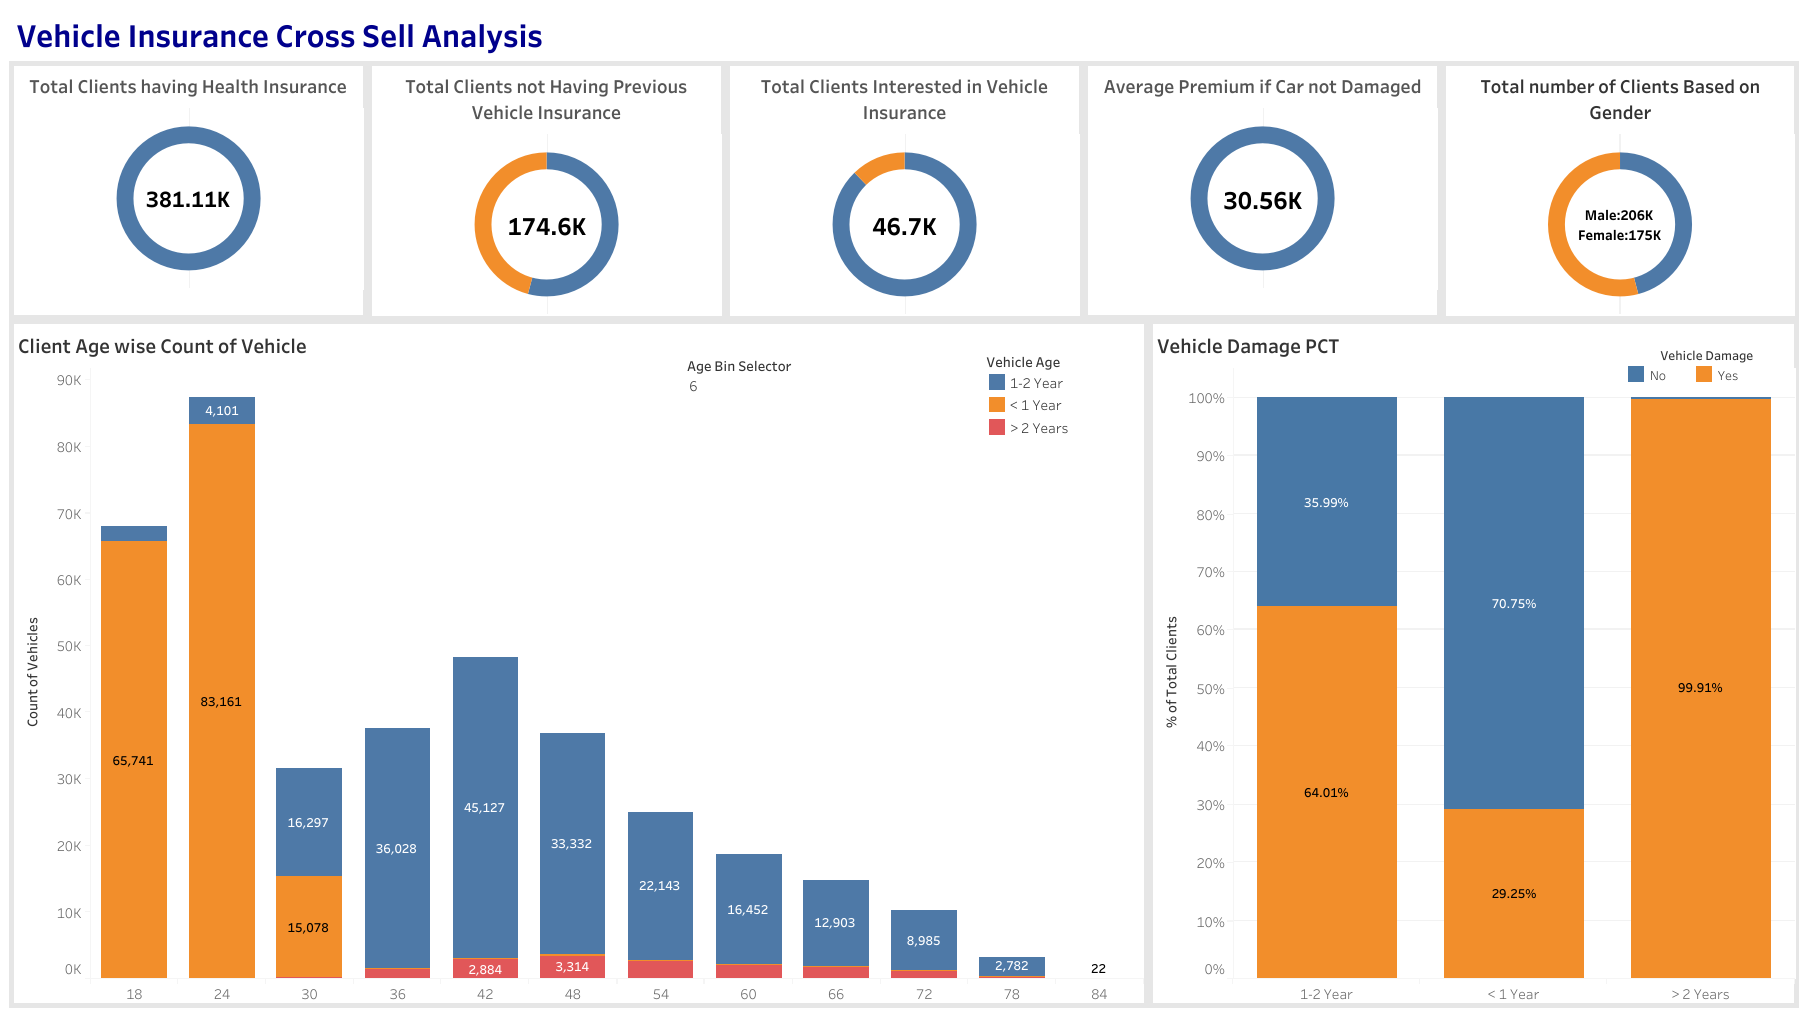 Vehicle Insurance Cross Sell Analysis
Total Clients having Health Insurance
381.11K
Total Clients not Having Previous
Vehicle Insurance
174.6K
Total Clients Interested in Vehicle
Insurance
46.7K
Average Premium if Car not Damaged
30.56K
Total number of Clients Based on
Gender
Male:206K
Female:175K
Client Age wise Count of Vehicle
Age Bin Selector
6
Vehicle Age
1-2 Year
< 1 Year
> 2 Years
Count of Vehicles
90K
80K
70K
60K
50K
40K
30K
20K
10K
0K
65,741
4,101
83,161
16,297
15,078
36,028
45,127
2,884
33,332
3,314
22,143
16,452
12,903
8,985
2,782
22
18 24 30 36 42 48 54 60 66 72 78 84
Vehicle Damage PCT
Vehicle Damage
No Yes
% of Total Clients
100%
90%
80%
70%
60%
50%
40%
30%
20%
10%
0%
35.99%
64.01%
70.75%
29.25%
99.91%
1-2 Year < 1 Year > 2 Years